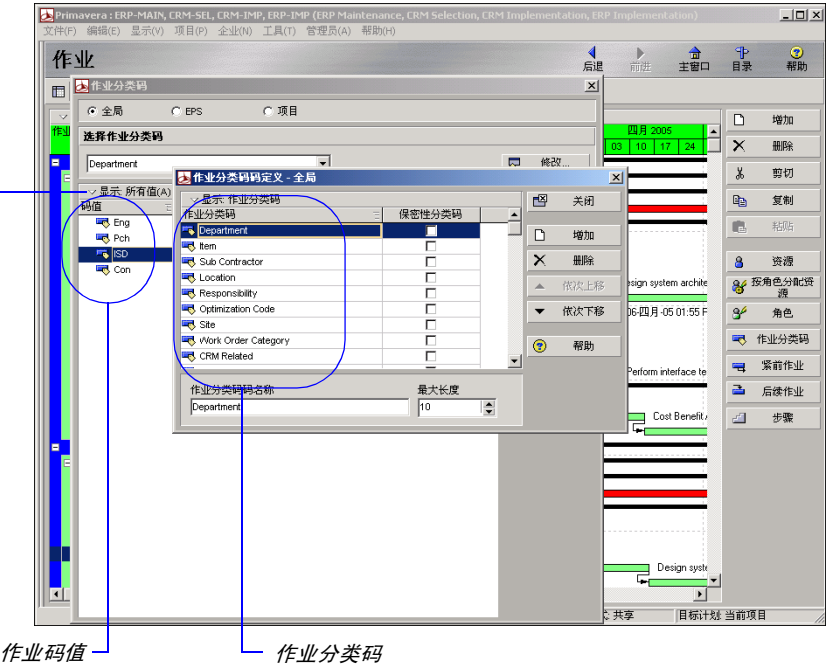 Primavera : ERP-MAIN, CRM-SEL, CRM-IMP, ERP-IMP (ERP Maintenance, CRM Selection, CRM Implementation, ERP Implementation)
文件(F) 编辑(E) 显示(V) 项目(P) 企业(N) 工具(T) 管理员(A) 帮助(H)
作业
后退 前进 主窗口 目录 帮助
作业分类码
全局 EPS 项目
选择作业分类码
Department
修改...
显示: 所有值(A)
码值
Eng
Pch
ISD
Con
作业分类码码定义 - 全局
显示: 作业分类码
作业分类码 保密性分类码
Department
Item
Sub Contractor
Location
Responsibility
Optimization Code
Site
Work Order Category
CRM Related
作业分类码码名称 最大长度
Department 10
关闭
增加
删除
依次上移
依次下移
帮助
四月 2005
03 10 17 24
esign system archite
06-四月-05 01:55 P
Perform interface te
Cost Benefit A
Design syste
增加
删除
剪切
复制
粘贴
资源
按角色分配资源
角色
作业分类码
紧前作业
后续作业
步骤
共享 目标计划: 当前项目
作业码值
作业分类码